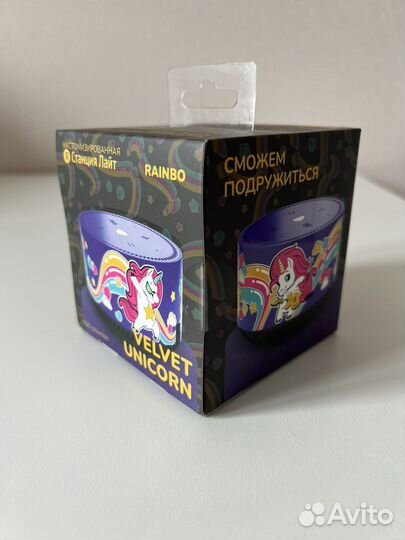 КАСТОМИЗИРОВАННАЯ
Станция Лайт
RAINBO
VELVET
UNICORN
СМОЖЕМ
ПОДРУЖИТЬСЯ
Avito